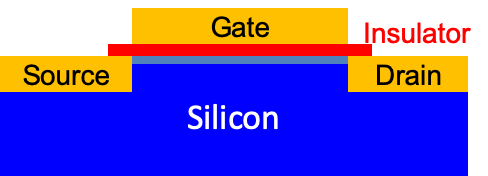 Gate
Insulator
Source
Drain
Silicon